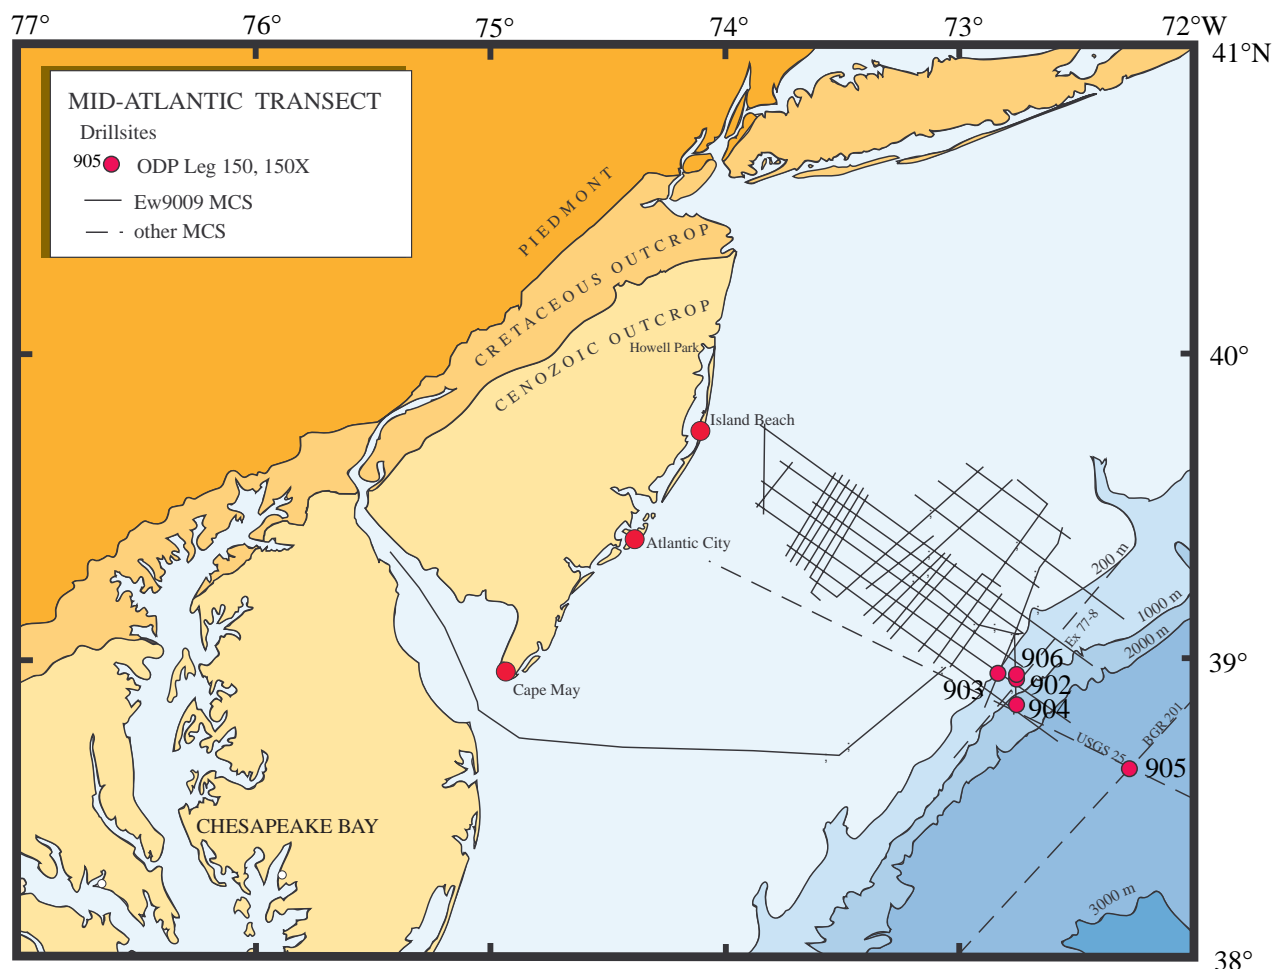 77° 76° 75° 74° 73° 72°W
41°N
MID-ATLANTIC TRANSECT
Drillsites
905 ODP Leg 150, 150X
Ew9009 MCS
other MCS
PIEDMONT
CRETACEOUS OUTCROP
CENOZOIC OUTCROP
Howell Park
40°
Island Beach
Atlantic City
200 m
1000 m
Ex 77-8
2000 m
39°
906
903
902
Cape May
904
USGS 25
BGR 201
905
CHESAPEAKE BAY
3000 m
38°